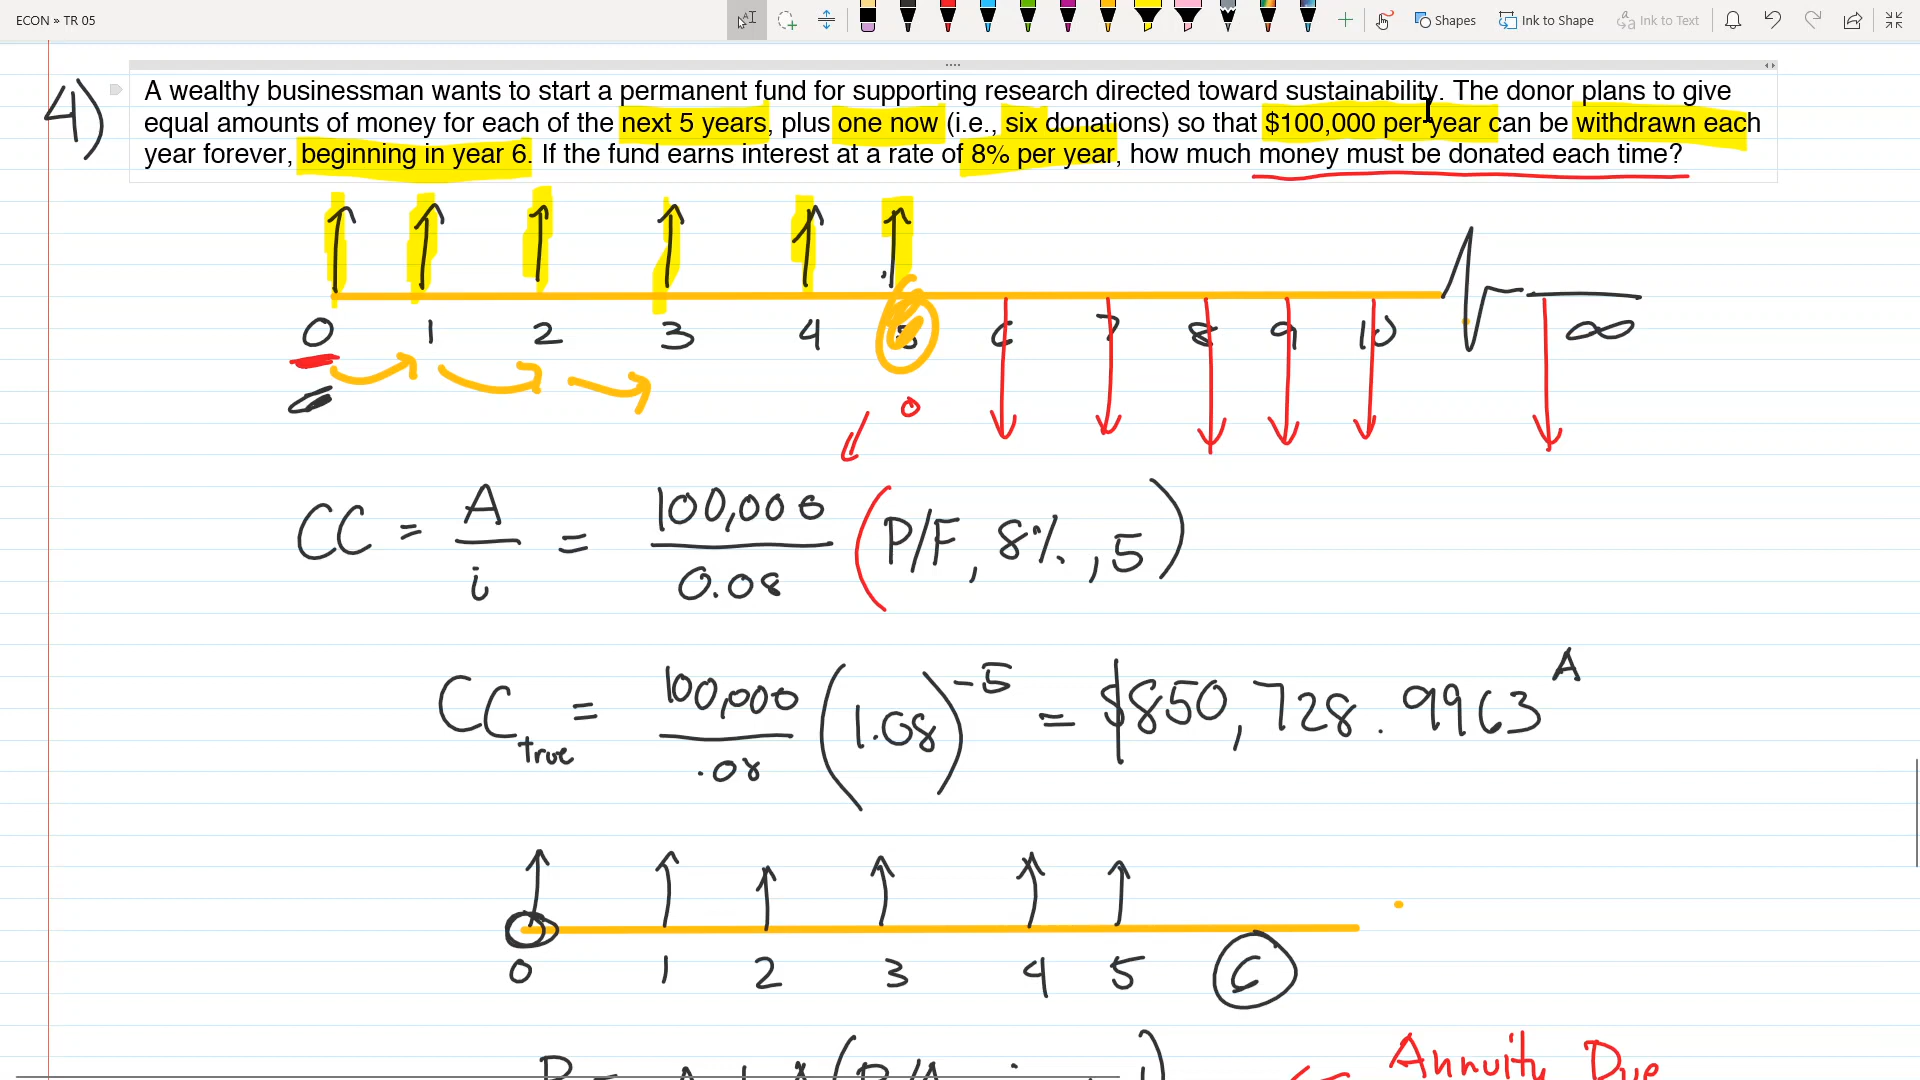 ECON » TR 05
Shapes
Ink to Shape
Ink to Text
4)
A wealthy businessman wants to start a permanent fund for supporting research directed toward sustainability. The donor plans to give
equal amounts of money for each of the next 5 years, plus one now (i.e., six donations) so that $100,000 per year can be withdrawn each
year forever, beginning in year 6. If the fund earns interest at a rate of 8% per year, how much money must be donated each time?
0 1 2 3 4 5 6 7 8 9 10 ∞
0
CC = A/i = 100,000/0.08 (P/F, 8%, 5)
CC true = 100,000/.08 (1.08)^-5 = $850,728.9963 A
0 1 2 3 4 5 6
Annuity Due